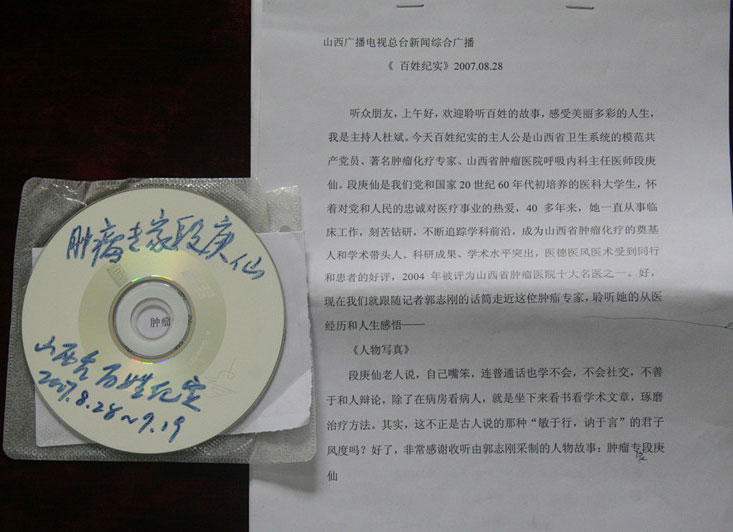 山西广播电视总台新闻综合广播
《 百姓纪实》2007.08.28
听众朋友，上午好，欢迎聆听百姓的故事，感受美丽多彩的人生，
我是主持人杜斌。今天百姓纪实的主人公是山西省卫生系统的模范共
产党员、著名肿瘤化疗专家、山西省肿瘤医院呼吸内科主任医师段庚
仙。段庚仙是我们党和国家 20 世纪 60 年代初培养的医科大学生，怀
着对党和人民的忠诚对医疗事业的热爱，40 多年来，她一直从事临
床工作，刻苦钻研，不断追踪学科前沿，成为山西省肿瘤化疗的奠基
人和学术带头人、科研成果、学术水平突出，医德医风医术受到同行
和患者的好评，2004 年被评为山西省肿瘤医院十大名医之一。好，
现在我们就跟随记者郭志刚的话筒走近这位肿瘤专家，聆听她的从医
经历和人生感悟——
《人物写真》
段庚仙老人说，自己嘴笨，连普通话也学不会，不会社交，不善
于和人辩论，除了在病房看病人，就是坐下来看书看学术文章，琢磨
治疗方法。其实，这不正是古人说的那种“敏于行，讷于言”的君子
风度吗？好了，非常感谢收听由郭志刚采制的人物故事：肿瘤专段庚
家
仙
肿瘤专家段庚仙
肿瘤
山西台百姓纪实
2007.8.28~9.19